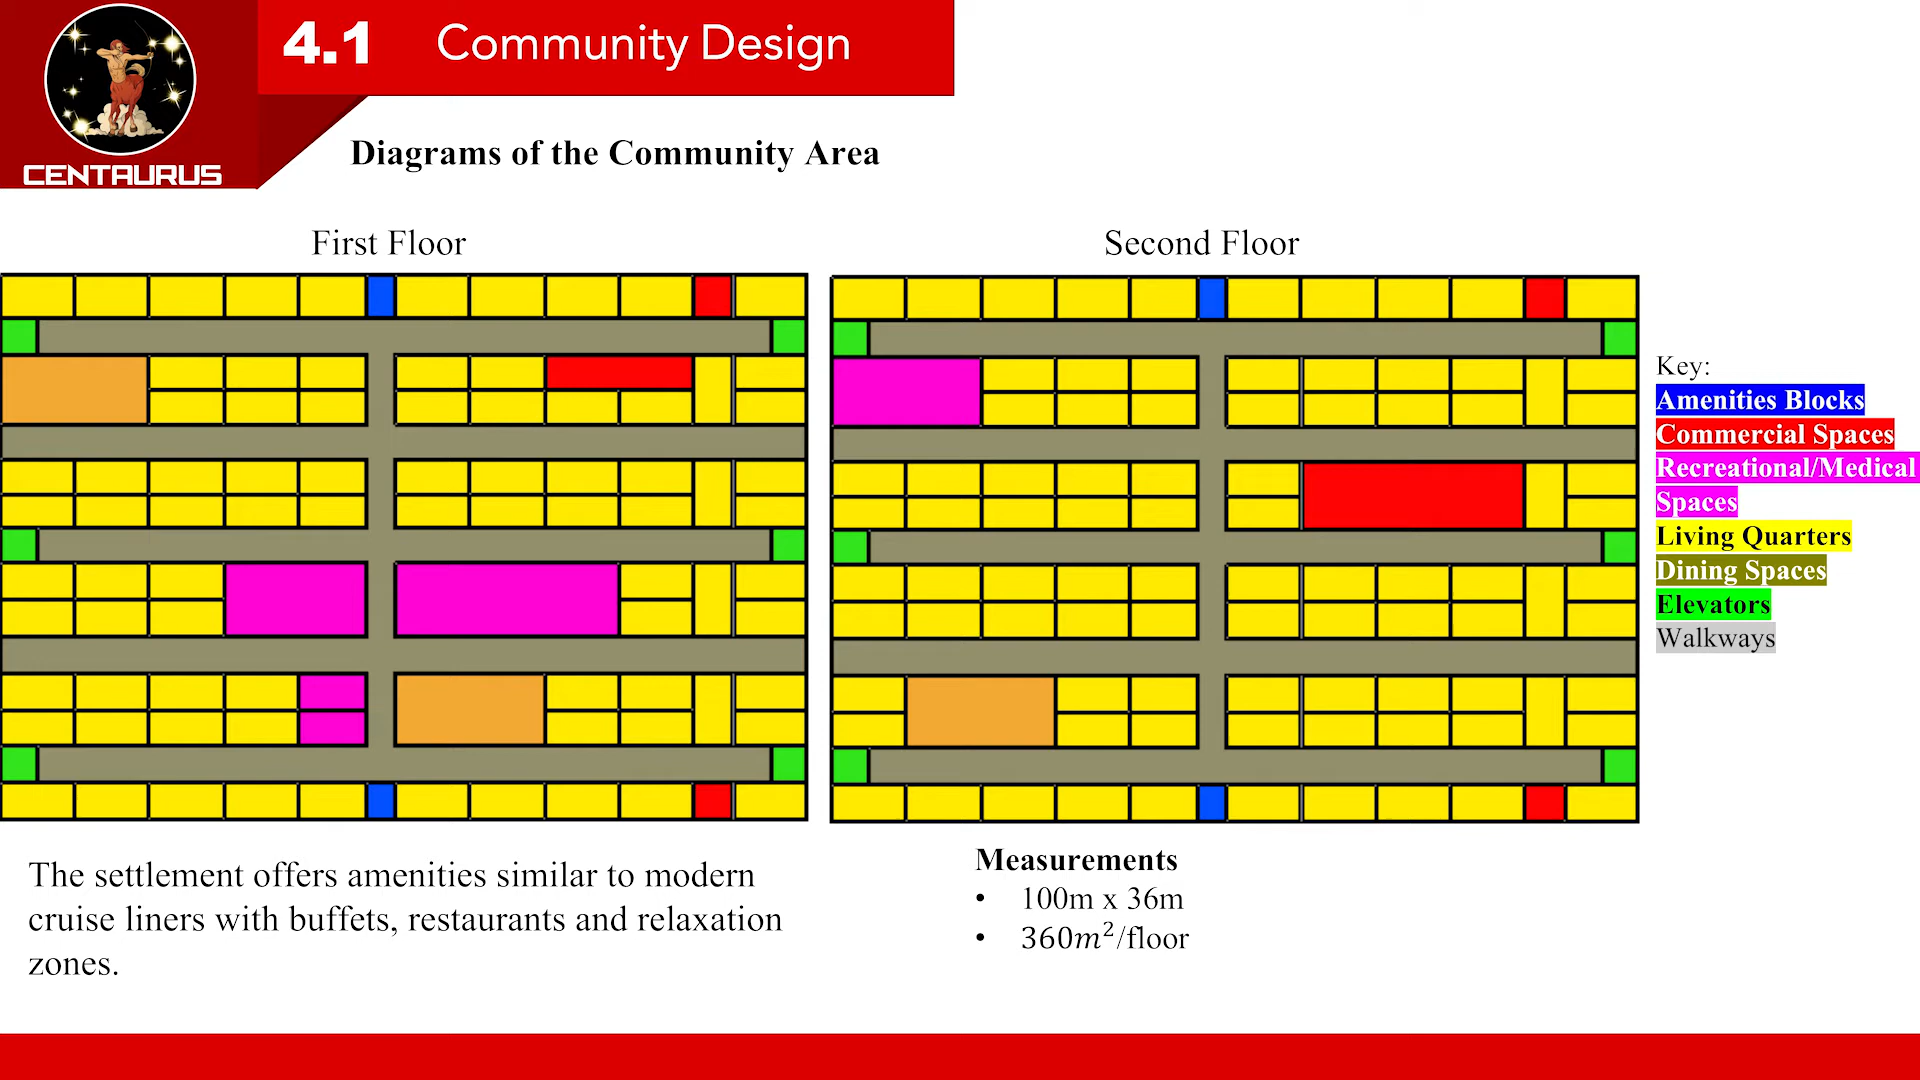 4.1 Community Design
CENTAURUS
Diagrams of the Community Area
First Floor
Second Floor
Key:
Amenities Blocks
Commercial Spaces
Recreational/Medical
Spaces
Living Quarters
Dining Spaces
Elevators
Walkways
The settlement offers amenities similar to modern
cruise liners with buffets, restaurants and relaxation
zones.
Measurements
• 100m x 36m
• 360m²/floor